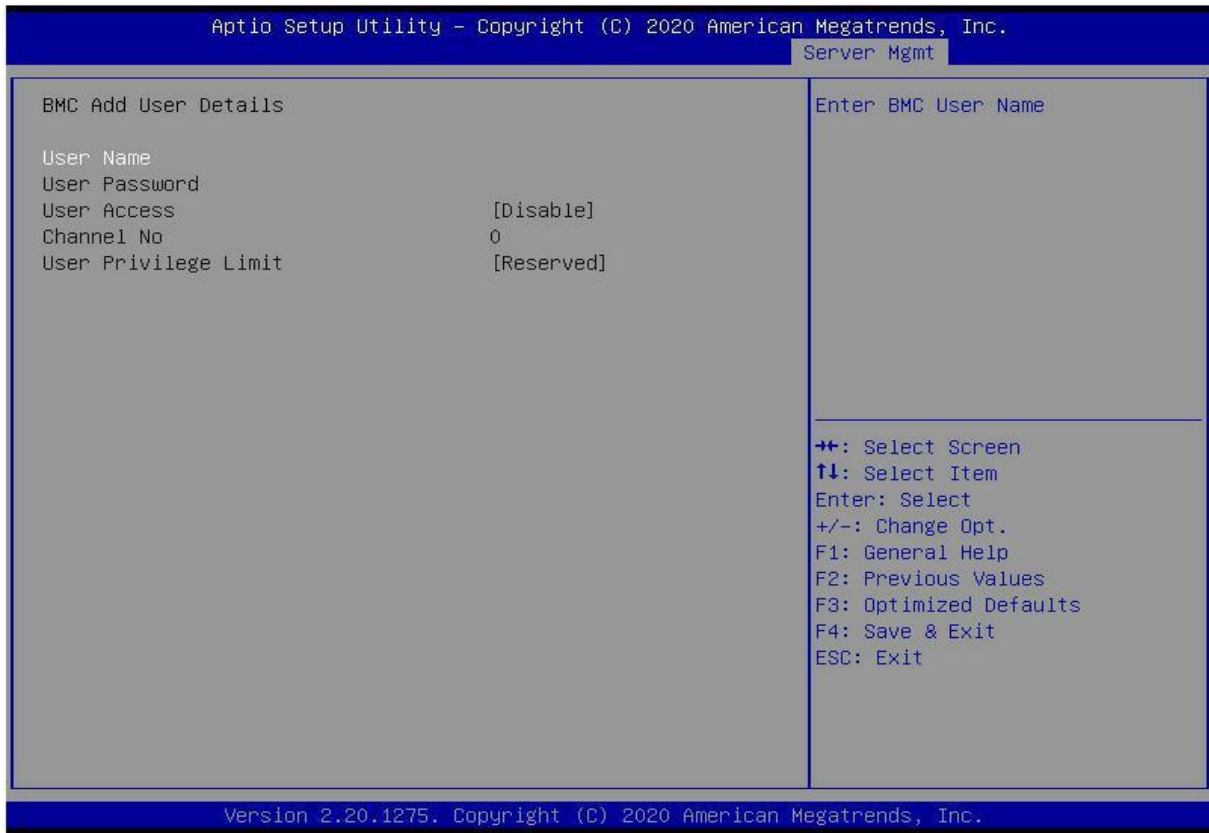 Aptio Setup Utility – Copyright (C) 2020 American Megatrends, Inc.
Server Mgmt
BMC Add User Details
User Name
User Password
User Access [Disable]
Channel No 0
User Privilege Limit [Reserved]
Enter BMC User Name
→←: Select Screen
↑↓: Select Item
Enter: Select
+/-: Change Opt.
F1: General Help
F2: Previous Values
F3: Optimized Defaults
F4: Save & Exit
ESC: Exit
Version 2.20.1275. Copyright (C) 2020 American Megatrends, Inc.